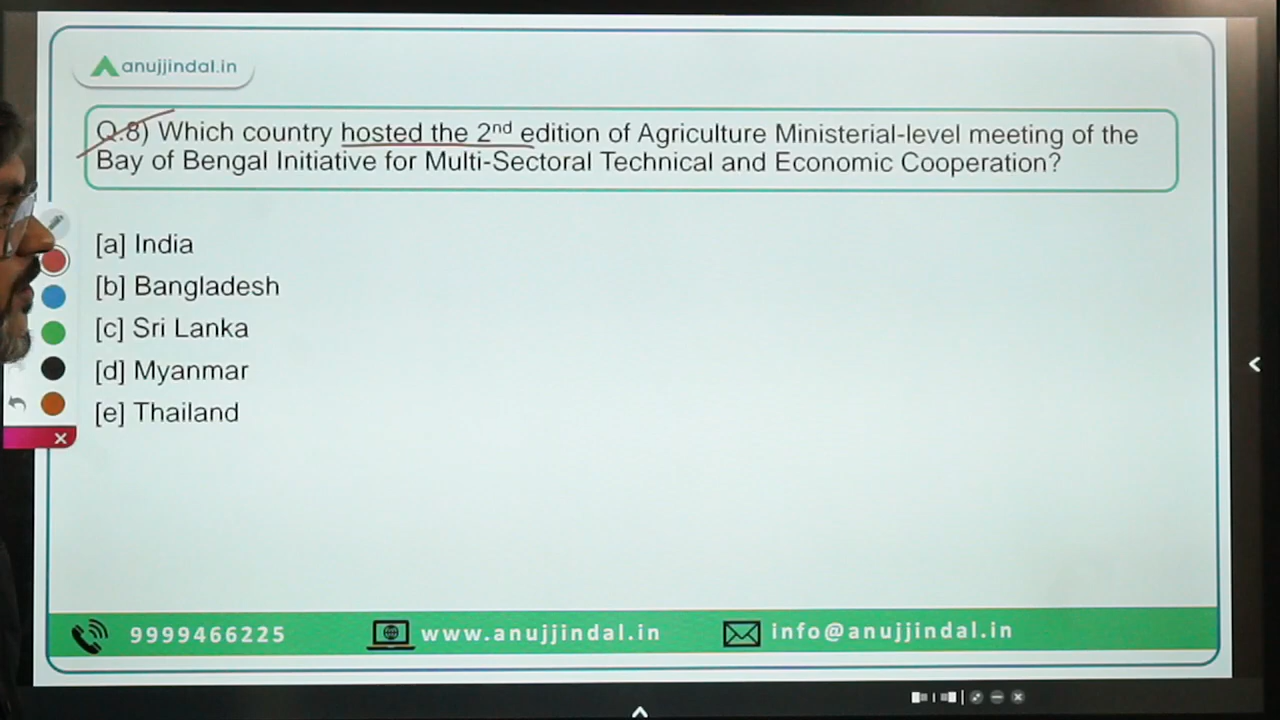 anujjindal.in
Q.8) Which country hosted the 2nd edition of Agriculture Ministerial-level meeting of the
Bay of Bengal Initiative for Multi-Sectoral Technical and Economic Cooperation?
[a] India
[b] Bangladesh
[c] Sri Lanka
[d] Myanmar
[e] Thailand
9999466225 www.anujjindal.in info@anujjindal.in